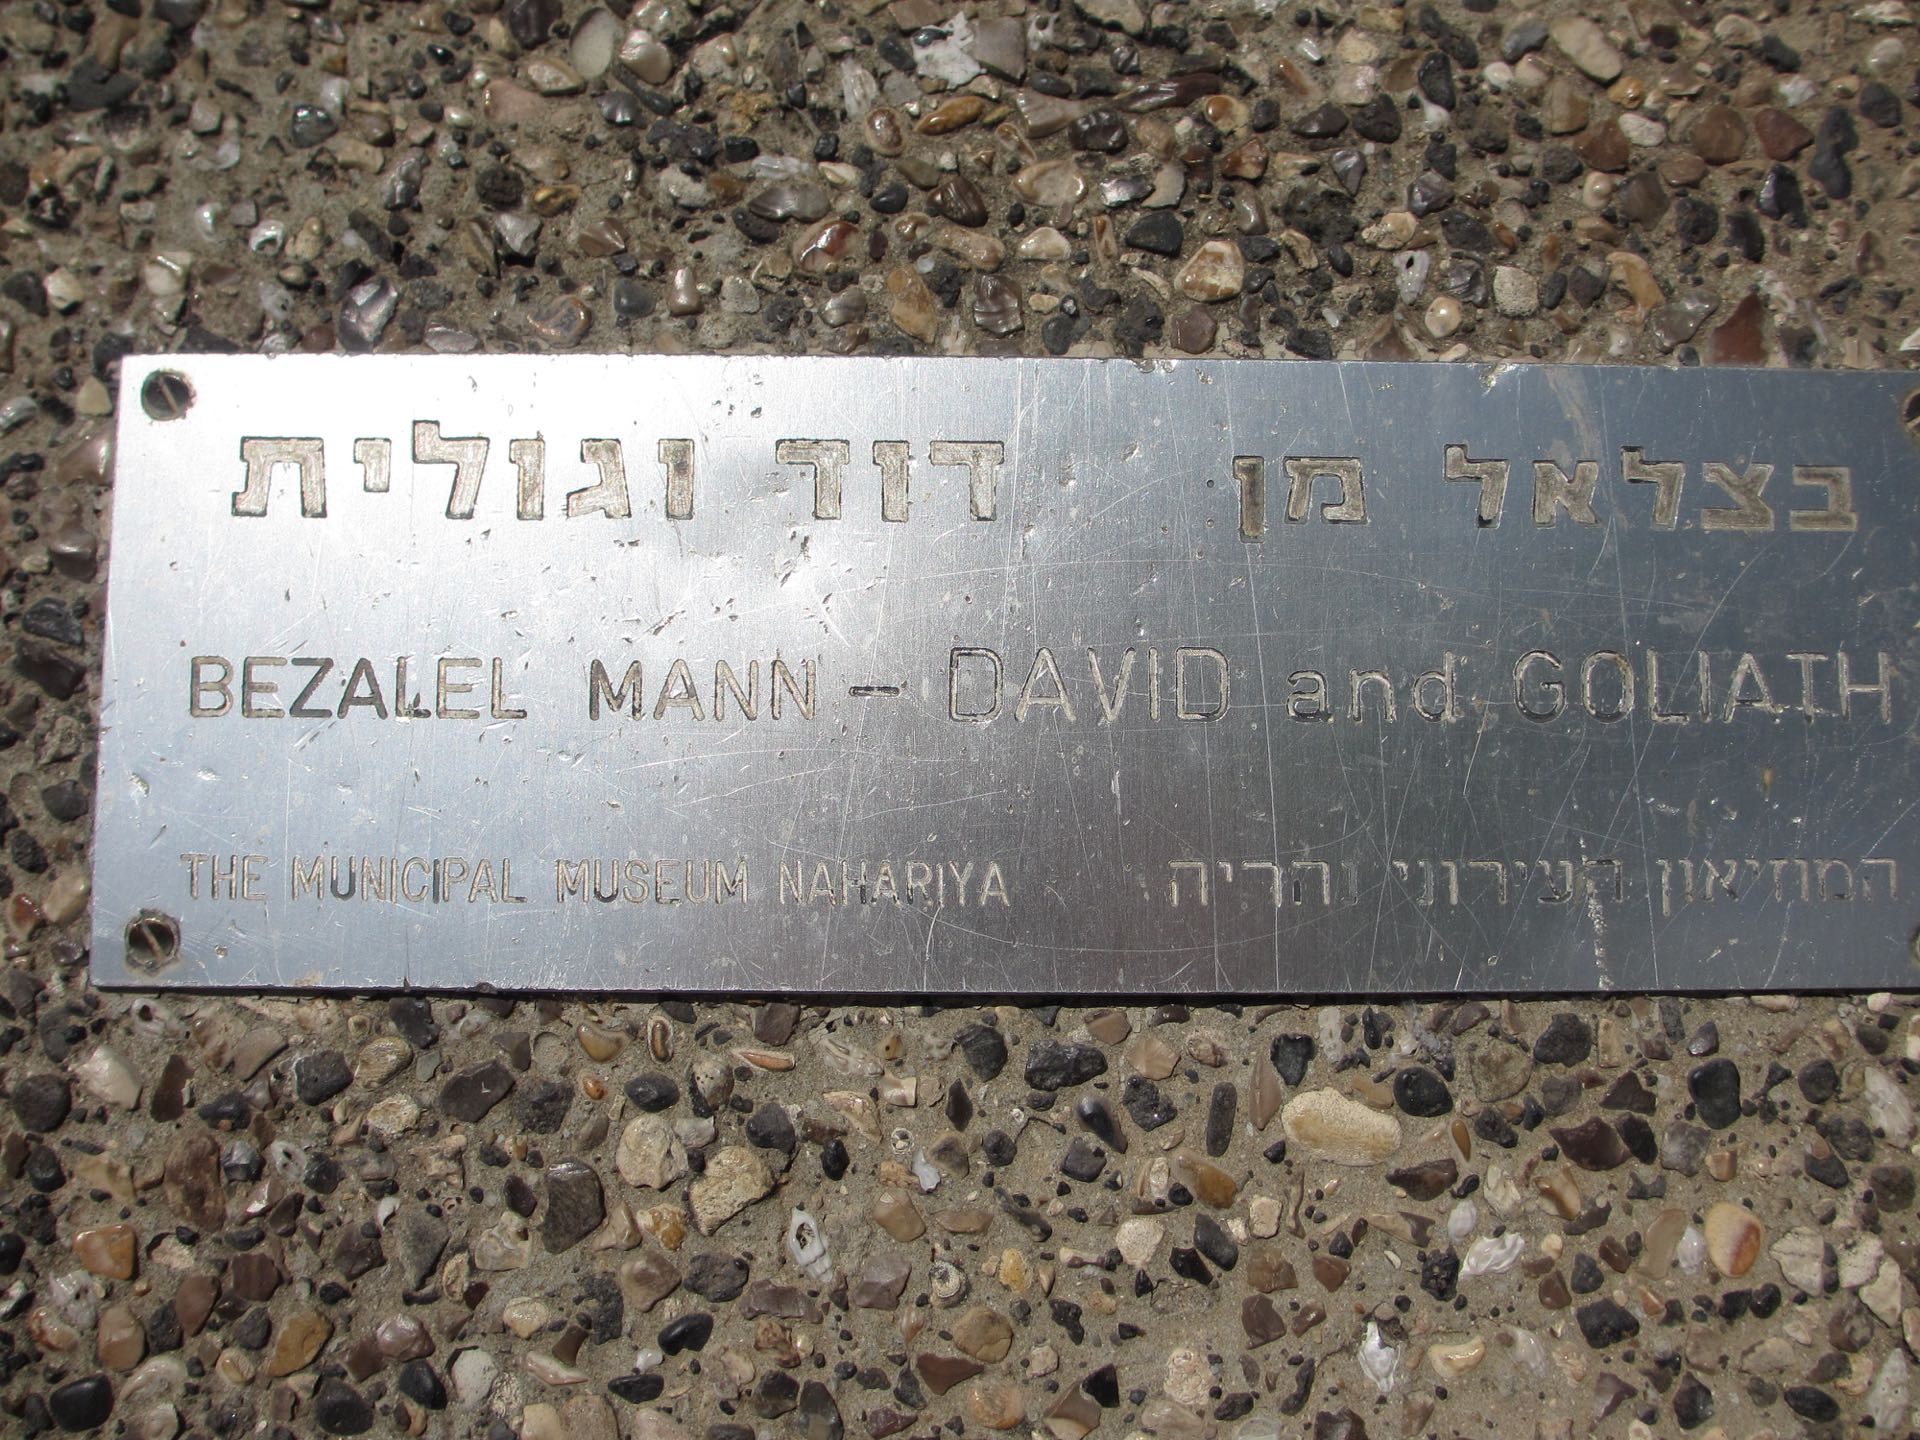 בצלאל מן דוד וגולית
BEZALEL MANN – DAVID and GOLIATH
THE MUNICIPAL MUSEUM NAHARIYA המוזיאון העירוני נהריה